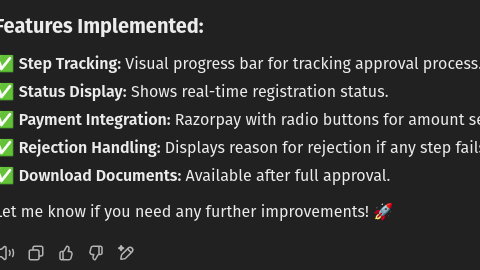 Features Implemented:
✅ Step Tracking: Visual progress bar for tracking approval process.
✅ Status Display: Shows real-time registration status.
✅ Payment Integration: Razorpay with radio buttons for amount se
✅ Rejection Handling: Displays reason for rejection if any step fails
✅ Download Documents: Available after full approval.
Let me know if you need any further improvements! 🚀